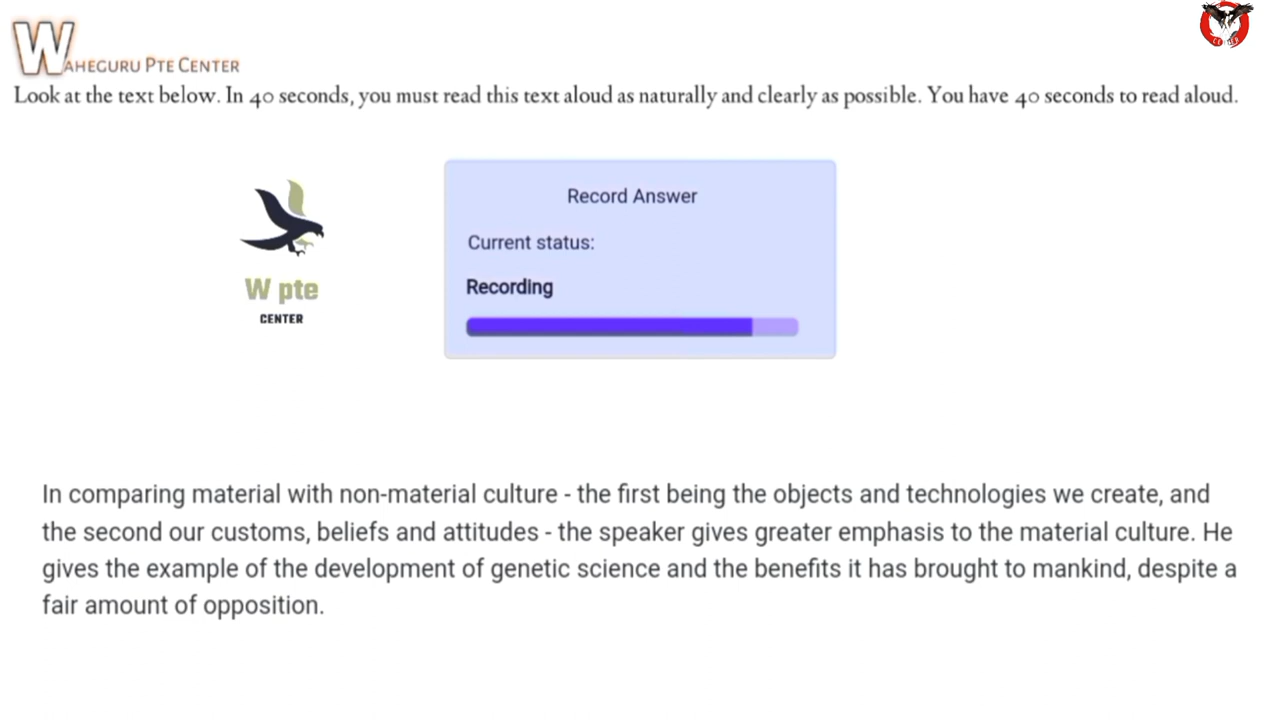 WAHEGURU PTE CENTER
Look at the text below. In 40 seconds, you must read this text aloud as naturally and clearly as possible. You have 40 seconds to read aloud.
W pte
CENTER
Record Answer
Current status:
Recording
In comparing material with non-material culture - the first being the objects and technologies we create, and
the second our customs, beliefs and attitudes - the speaker gives greater emphasis to the material culture. He
gives the example of the development of genetic science and the benefits it has brought to mankind, despite a
fair amount of opposition.